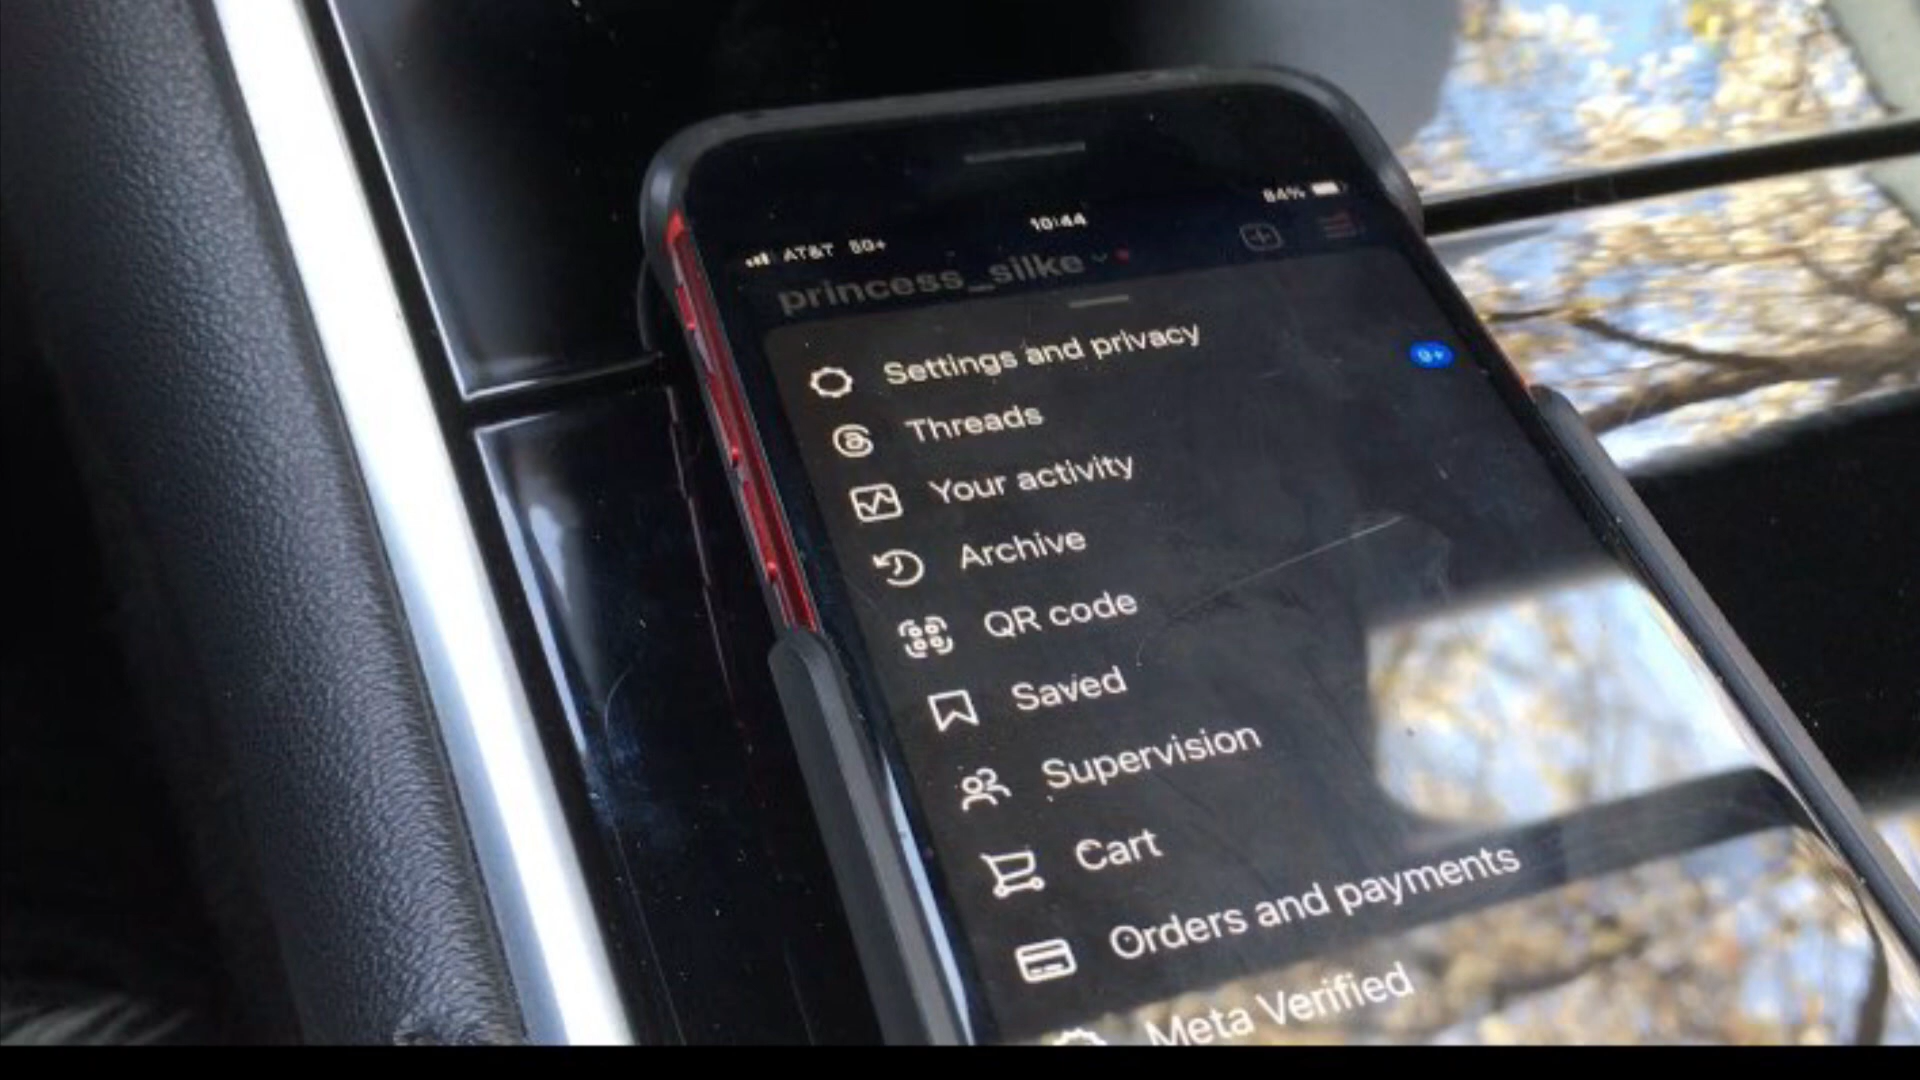 AT&T 5G+ 10:44 84%
princess_silke
Settings and privacy
Threads 9+
Your activity
Archive
QR code
Saved
Supervision
Cart
Orders and payments
Meta Verified